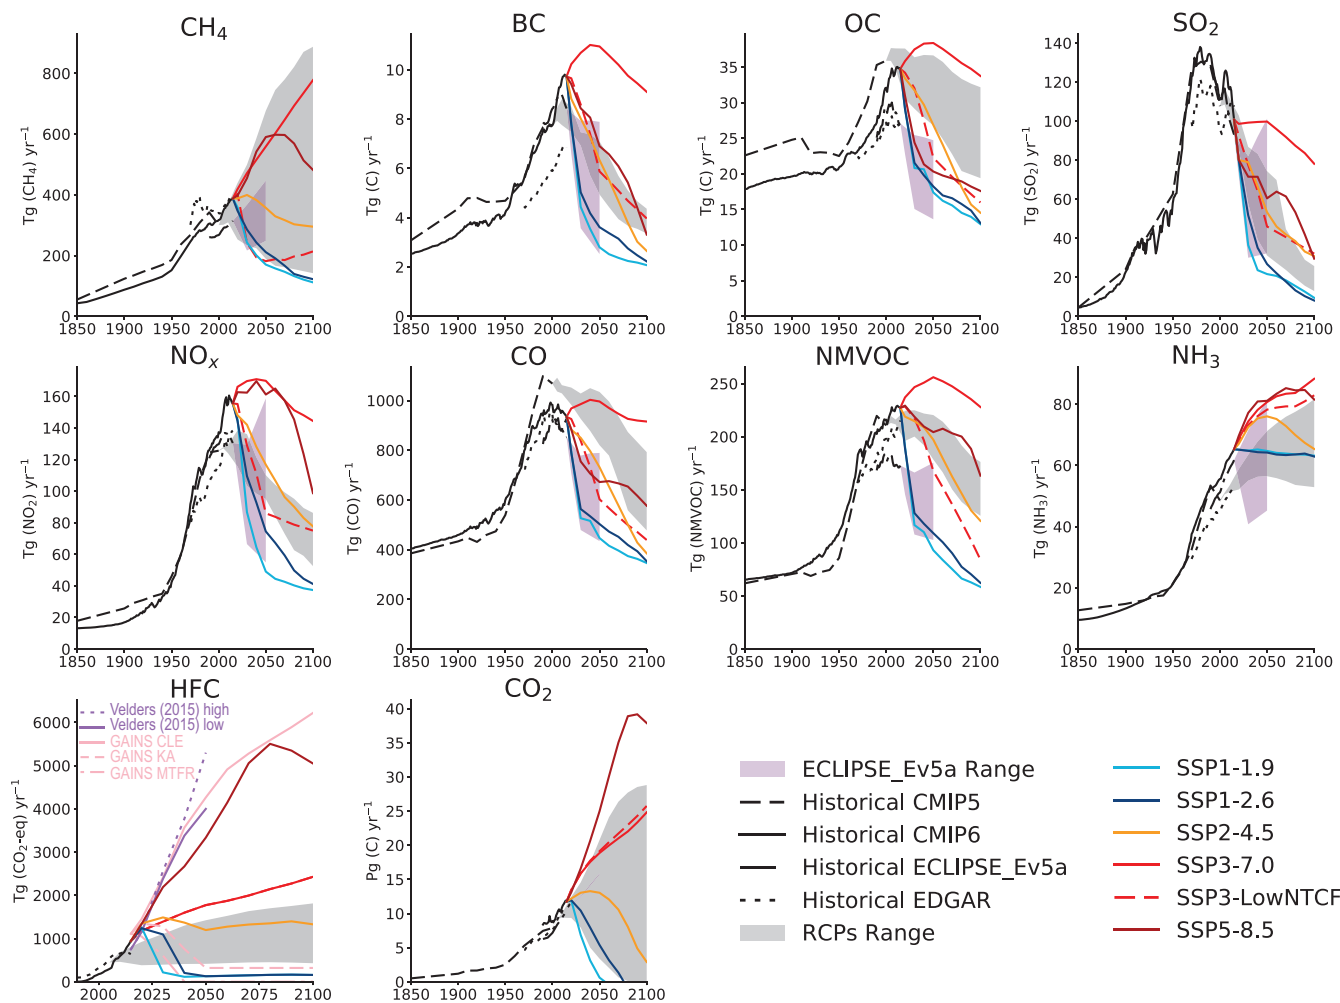 CH4
BC
OC
SO2
Tg (CH4) yr−1
800
600
400
200
0
1850 1900 1950 2000 2050 2100
Tg (C) yr−1
10
8
6
4
2
0
1850 1900 1950 2000 2050 2100
Tg (C) yr−1
35
30
25
20
15
10
5
0
1850 1900 1950 2000 2050 2100
Tg (SO2) yr−1
140
120
100
80
60
40
20
0
1850 1900 1950 2000 2050 2100
NOx
CO
NMVOC
NH3
Tg (NO2) yr−1
160
140
120
100
80
60
40
20
0
1850 1900 1950 2000 2050 2100
Tg (CO) yr−1
1000
800
600
400
200
0
1850 1900 1950 2000 2050 2100
Tg (NMVOC) yr−1
250
200
150
100
50
0
1850 1900 1950 2000 2050 2100
Tg (NH3) yr−1
80
60
40
20
0
1850 1900 1950 2000 2050 2100
HFC
CO2
Tg (CO2-eq) yr−1
6000
5000
4000
3000
2000
1000
0
2000 2025 2050 2075 2100
Velders (2015) high
Velders (2015) low
GAINS CLE
GAINS KA
GAINS MTFR
Pg (C) yr−1
40
35
30
25
20
15
10
5
0
1850 1900 1950 2000 2050 2100
ECLIPSE_Ev5a Range
Historical CMIP5
Historical CMIP6
Historical ECLIPSE_Ev5a
Historical EDGAR
RCPs Range
SSP1-1.9
SSP1-2.6
SSP2-4.5
SSP3-7.0
SSP3-LowNTCF
SSP5-8.5